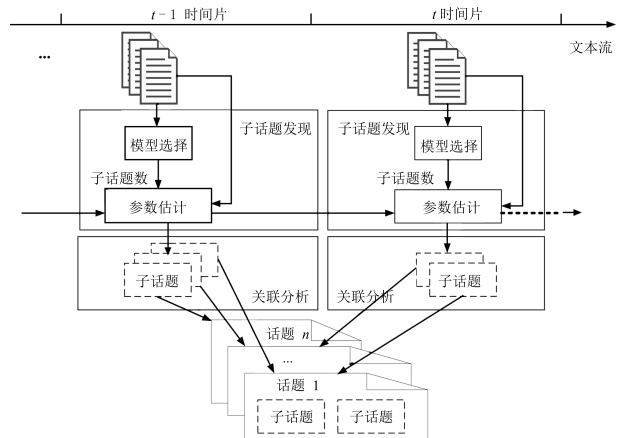 t-1 时间片
t 时间片
文本流
...
子话题发现
子话题发现
模型选择
模型选择
子话题数
子话题数
参数估计
参数估计
子话题
关联分析
关联分析
子话题
话题 n
...
话题 1
子话题
子话题